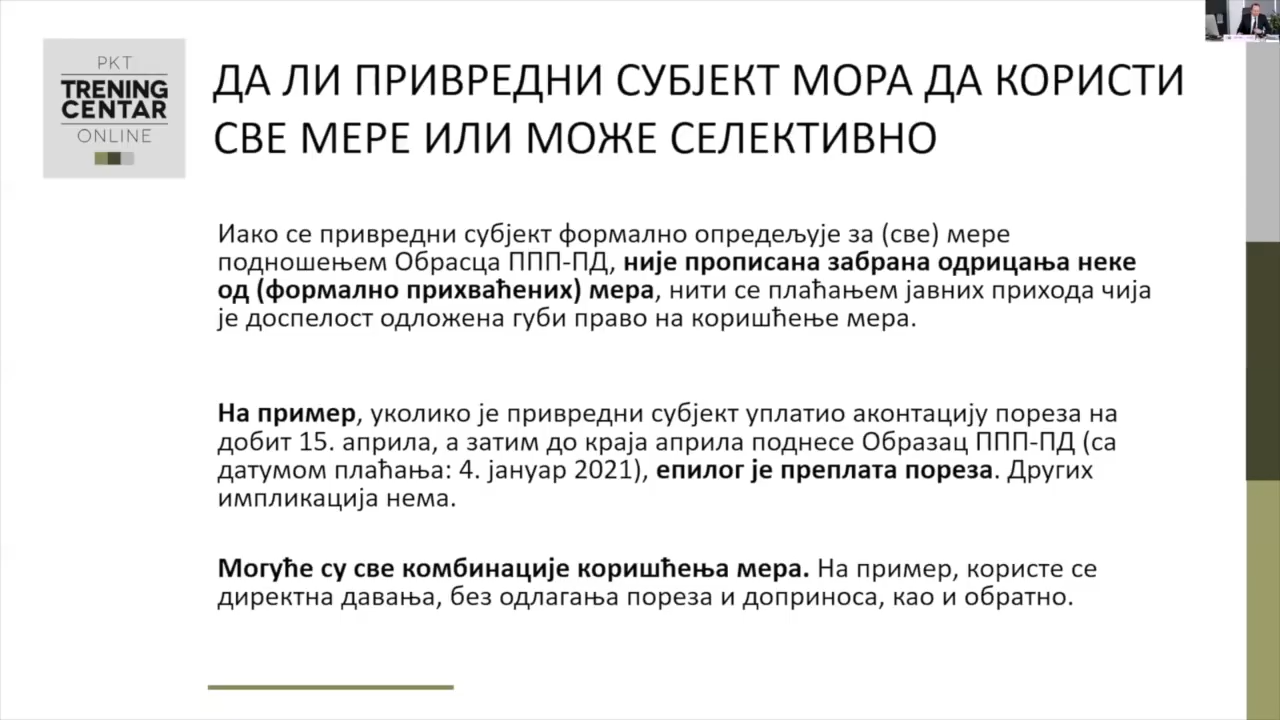 PKT
TRENING
CENTAR
ONLINE
ДА ЛИ ПРИВРЕДНИ СУБЈЕКТ МОРА ДА КОРИСТИ
СВЕ МЕРЕ ИЛИ МОЖЕ СЕЛЕКТИВНО
Иако се привредни субјект формално опредељује за (све) мере
подношењем Обрасца ППП-ПД, није прописана забрана одрицања неке
од (формално прихваћених) мера, нити се плаћањем јавних прихода чија
је доспелост одложена губи право на коришћење мера.
На пример, уколико је привредни субјект уплатио аконтацију пореза на
добит 15. априла, а затим до краја априла поднесе Образац ППП-ПД (са
датумом плаћања: 4. јануар 2021), епилог је преплата пореза. Других
импликација нема.
Могуће су све комбинације коришћења мера. На пример, користе се
директна давања, без одлагања пореза и доприноса, као и обратно.